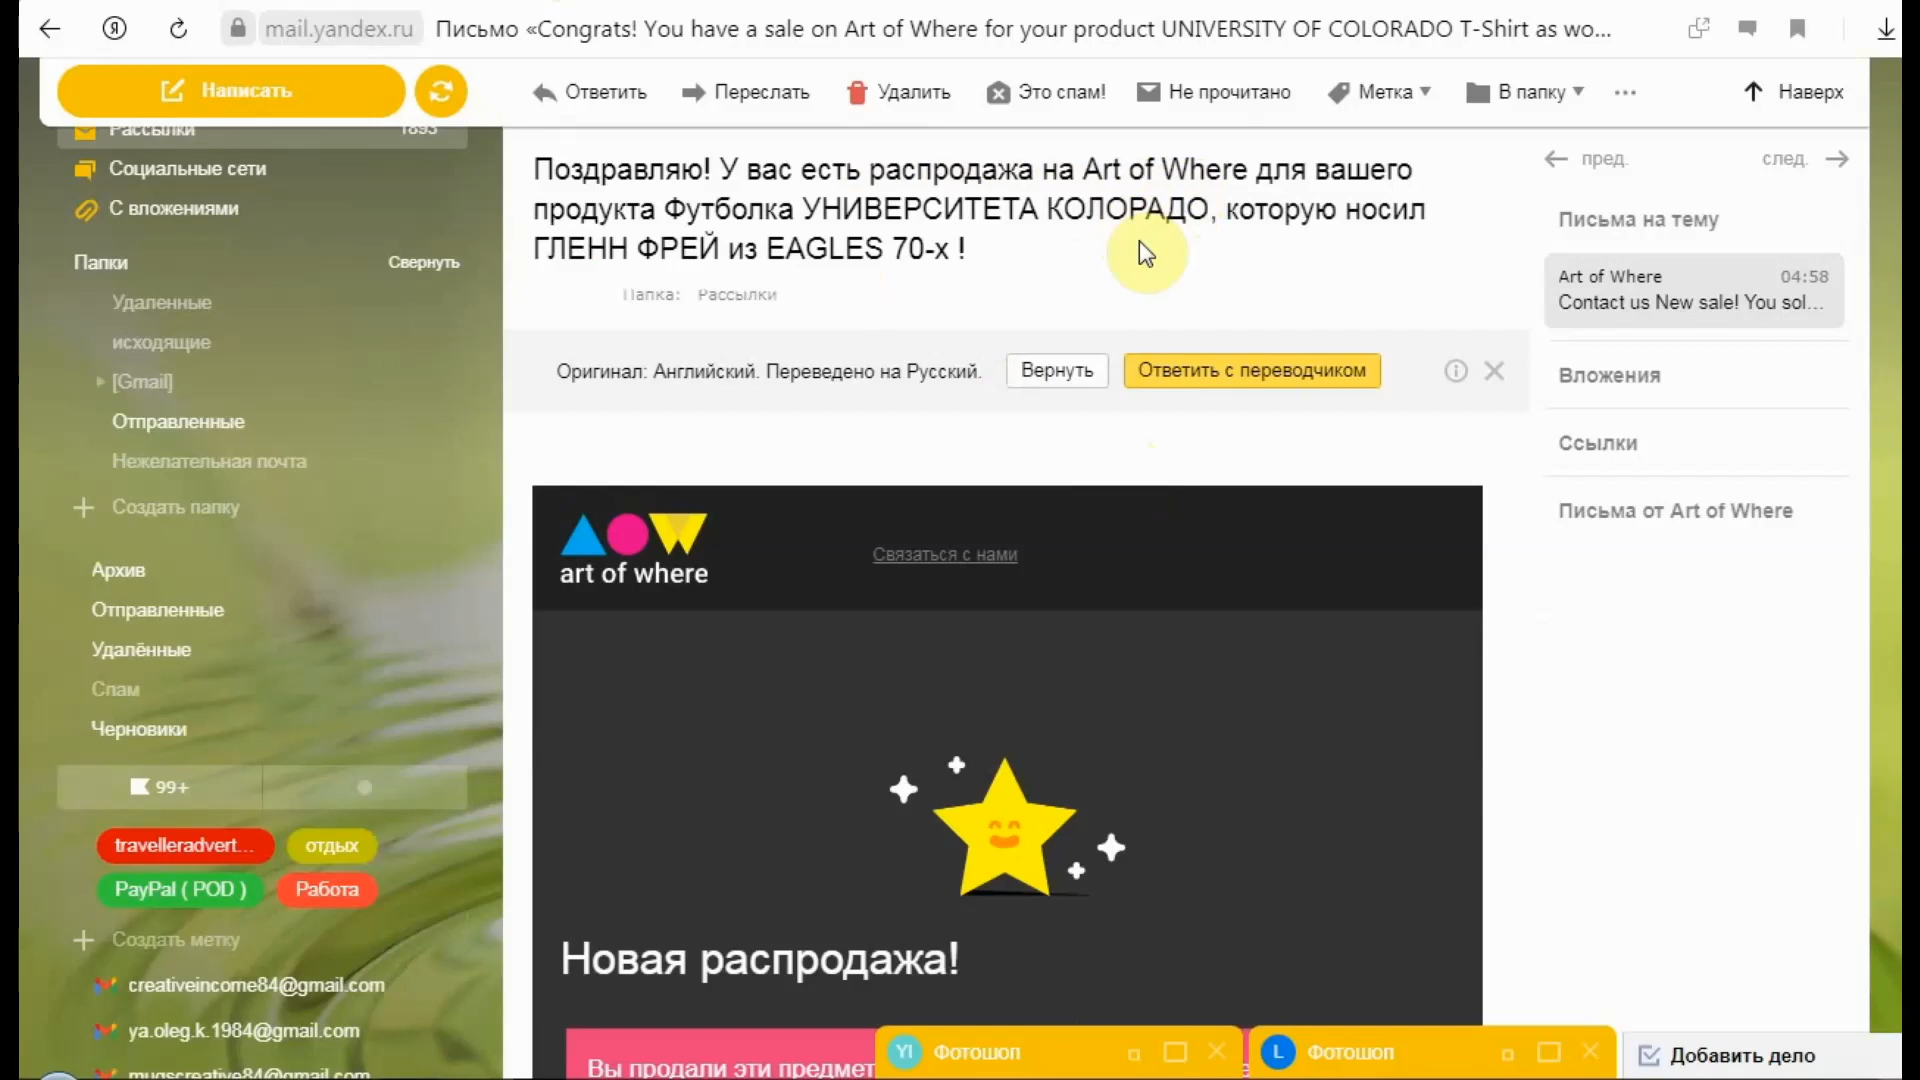 mail.yandex.ru
Письмо «Congrats! You have a sale on Art of Where for your product UNIVERSITY OF COLORADO T-Shirt as wo...
Написать
Ответить
Переслать
Удалить
Это спам!
Не прочитано
Метка
В папку
Наверх
Рассылки 1893
Социальные сети
С вложениями
Папки Свернуть
Удаленные
исходящие
[Gmail]
Отправленные
Нежелательная почта
Создать папку
Архив
Отправленные
Удалённые
Спам
Черновики
99+
travelleradvert... отдых
PayPal ( POD ) Работа
Создать метку
creativeincome84@gmail.com
ya.oleg.k.1984@gmail.com
mugscreative84@gmail.com
Поздравляю! У вас есть распродажа на Art of Where для вашего
продукта Футболка УНИВЕРСИТЕТА КОЛОРАДО, которую носил
ГЛЕНН ФРЕЙ из EAGLES 70-х !
Папка: Рассылки
Оригинал: Английский. Переведено на Русский.
Вернуть
Ответить с переводчиком
art of where
Связаться с нами
Новая распродажа!
Вы продали эти предмет
пред. след.
Письма на тему
Art of Where 04:58
Contact us New sale! You sol...
Вложения
Ссылки
Письма от Art of Where
YI Фотошоп
L Фотошоп
Добавить дело